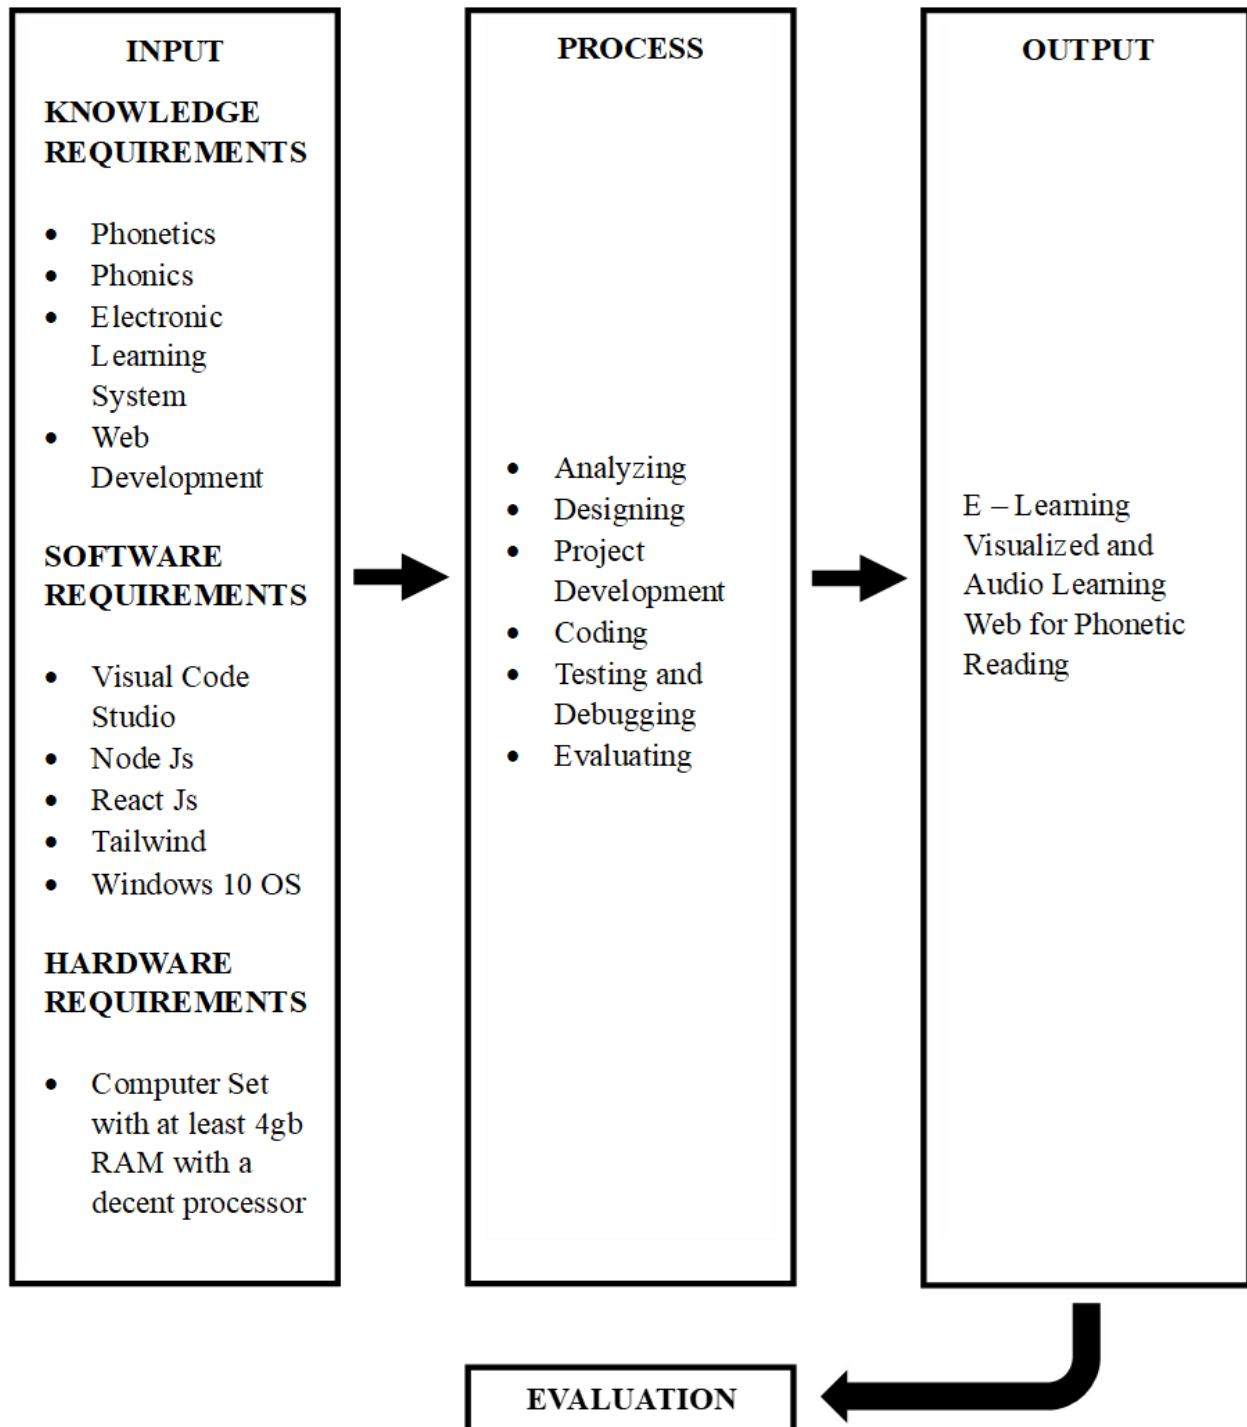 INPUT
KNOWLEDGE
REQUIREMENTS
• Phonetics
• Phonics
• Electronic
Learning
System
• Web
Development
SOFTWARE
REQUIREMENTS
• Visual Code
Studio
• Node Js
• React Js
• Tailwind
• Windows 10 OS
HARDWARE
REQUIREMENTS
• Computer Set
with at least 4gb
RAM with a
decent processor
PROCESS
• Analyzing
• Designing
• Project
Development
• Coding
• Testing and
Debugging
• Evaluating
OUTPUT
E – Learning
Visualized and
Audio Learning
Web for Phonetic
Reading
EVALUATION